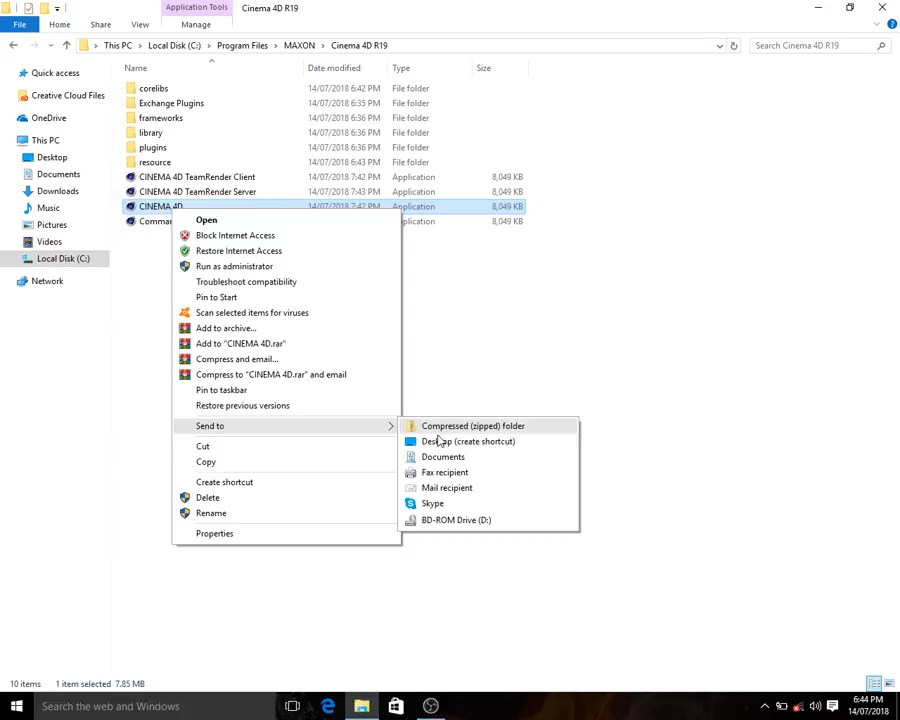 Application Tools
Cinema 4D R19
File
Home
Share
View
Manage
This PC
Local Disk (C:)
Program Files
MAXON
Cinema 4D R19
Search Cinema 4D R19
Name
Date modified
Type
Size
Quick access
Creative Cloud Files
OneDrive
This PC
Desktop
Documents
Downloads
Music
Pictures
Videos
Local Disk (C:)
Network
corelibs 14/07/2018 6:42 PM File folder
Exchange Plugins 14/07/2018 6:35 PM File folder
frameworks 14/07/2018 6:36 PM File folder
library 14/07/2018 6:36 PM File folder
plugins 14/07/2018 6:36 PM File folder
resource 14/07/2018 6:43 PM File folder
CINEMA 4D TeamRender Client 14/07/2018 7:42 PM Application 8,049 KB
CINEMA 4D TeamRender Server 14/07/2018 7:43 PM Application 8,049 KB
CINEMA 4D 14/07/2018 7:42 PM Application 8,049 KB
Comma Application 8,049 KB
Open
Block Internet Access
Restore Internet Access
Run as administrator
Troubleshoot compatibility
Pin to Start
Scan selected items for viruses
Add to archive...
Add to "CINEMA 4D.rar"
Compress and email...
Compress to "CINEMA 4D.rar" and email
Pin to taskbar
Restore previous versions
Send to
Cut
Copy
Create shortcut
Delete
Rename
Properties
Compressed (zipped) folder
Desktop (create shortcut)
Documents
Fax recipient
Mail recipient
Skype
BD-ROM Drive (D:)
10 items 1 item selected 7.85 MB
Search the web and Windows
6:44 PM
14/07/2018